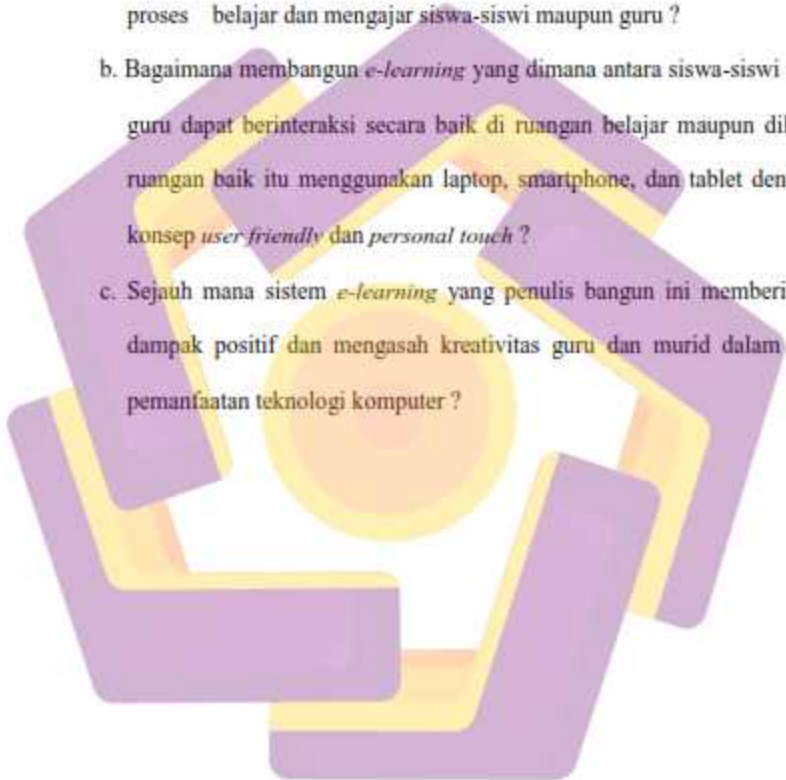 proses belajar dan mengajar siswa-siswi maupun guru ?
b. Bagaimana membangun e-learning yang dimana antara siswa-siswi
guru dapat berinteraksi secara baik di ruangan belajar maupun
ruangan baik itu menggunakan laptop, smartphone, dan tablet
konsep user friendly dan personal touch ?
c. Sejauh mana sistem e-learning yang penulis bangun ini
dampak positif dan mengasah kreativitas guru dan murid dalam
pemanfaatan teknologi komputer ?